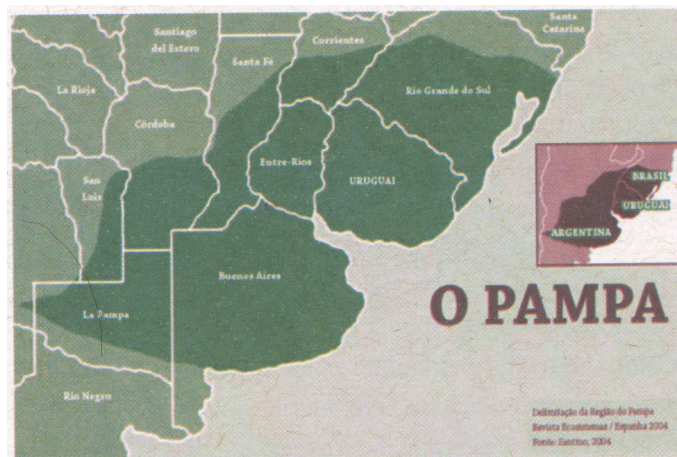 Santa
Catarina
Santiago
del Estero
Corrientes
Santa Fé
La Rioja
Rio Grande do Sul
Córdoba
Entre-Rios
San
Luis
URUGUAI
BRASIL
URUGUAI
ARGENTINA
Buenos Aires
O PAMPA
La Pampa
Rio Negro
Delimitação da Região do Pampa
Revista Ecosistemas / Espanha 2004
Fonte: 2004